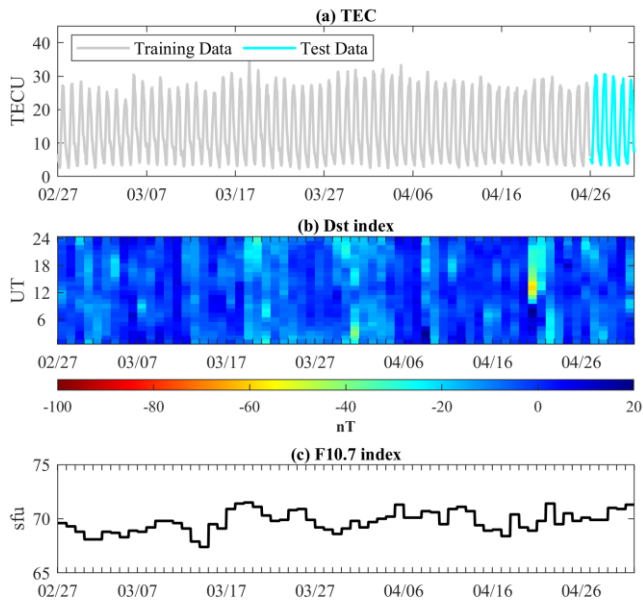 (a) TEC
45
40
30
20
10
0
TECU
Training Data
Test Data
02/27 03/07 03/17 03/27 04/06 04/16 04/26
(b) Dst index
24
18
12
6
UT
02/27 03/07 03/17 03/27 04/06 04/16 04/26
-100 -80 -60 -40 -20 0 20
nT
(c) F10.7 index
75
70
65
sfu
02/27 03/07 03/17 03/27 04/06 04/16 04/26